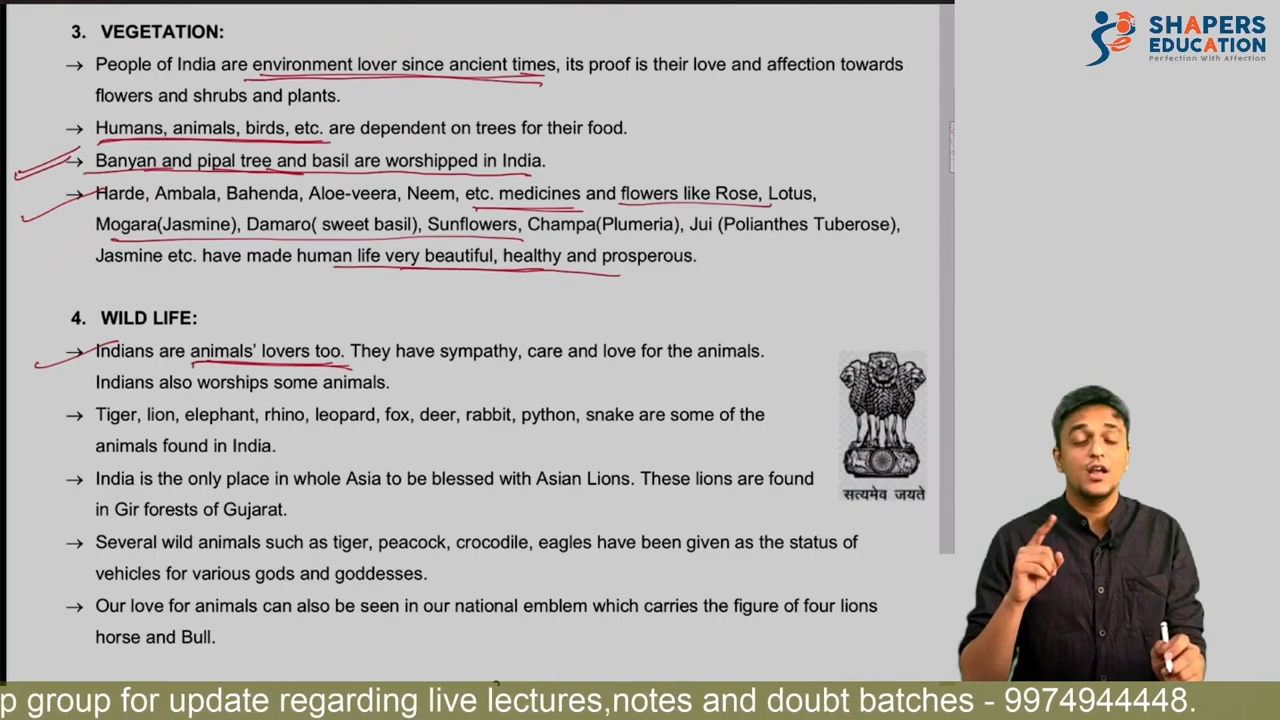 3. VEGETATION:
→ People of India are environment lover since ancient times, its proof is their love and affection towards
flowers and shrubs and plants.
→ Humans, animals, birds, etc. are dependent on trees for their food.
→ Banyan and pipal tree and basil are worshipped in India.
→ Harde, Ambala, Bahenda, Aloe-veera, Neem, etc. medicines and flowers like Rose, Lotus,
Mogara(Jasmine), Damaro( sweet basil), Sunflowers, Champa(Plumeria), Jui (Polianthes Tuberose),
Jasmine etc. have made human life very beautiful, healthy and prosperous.
4. WILD LIFE:
→ Indians are animals' lovers too. They have sympathy, care and love for the animals.
Indians also worships some animals.
→ Tiger, lion, elephant, rhino, leopard, fox, deer, rabbit, python, snake are some of the
animals found in India.
→ India is the only place in whole Asia to be blessed with Asian Lions. These lions are found
in Gir forests of Gujarat.
→ Several wild animals such as tiger, peacock, crocodile, eagles have been given as the status of
vehicles for various gods and goddesses.
→ Our love for animals can also be seen in our national emblem which carries the figure of four lions
horse and Bull.
सत्यमेव जयते
SHAPERS
EDUCATION
Perfection With Affection
p group for update regarding live lectures,notes and doubt batches - 9974944448.